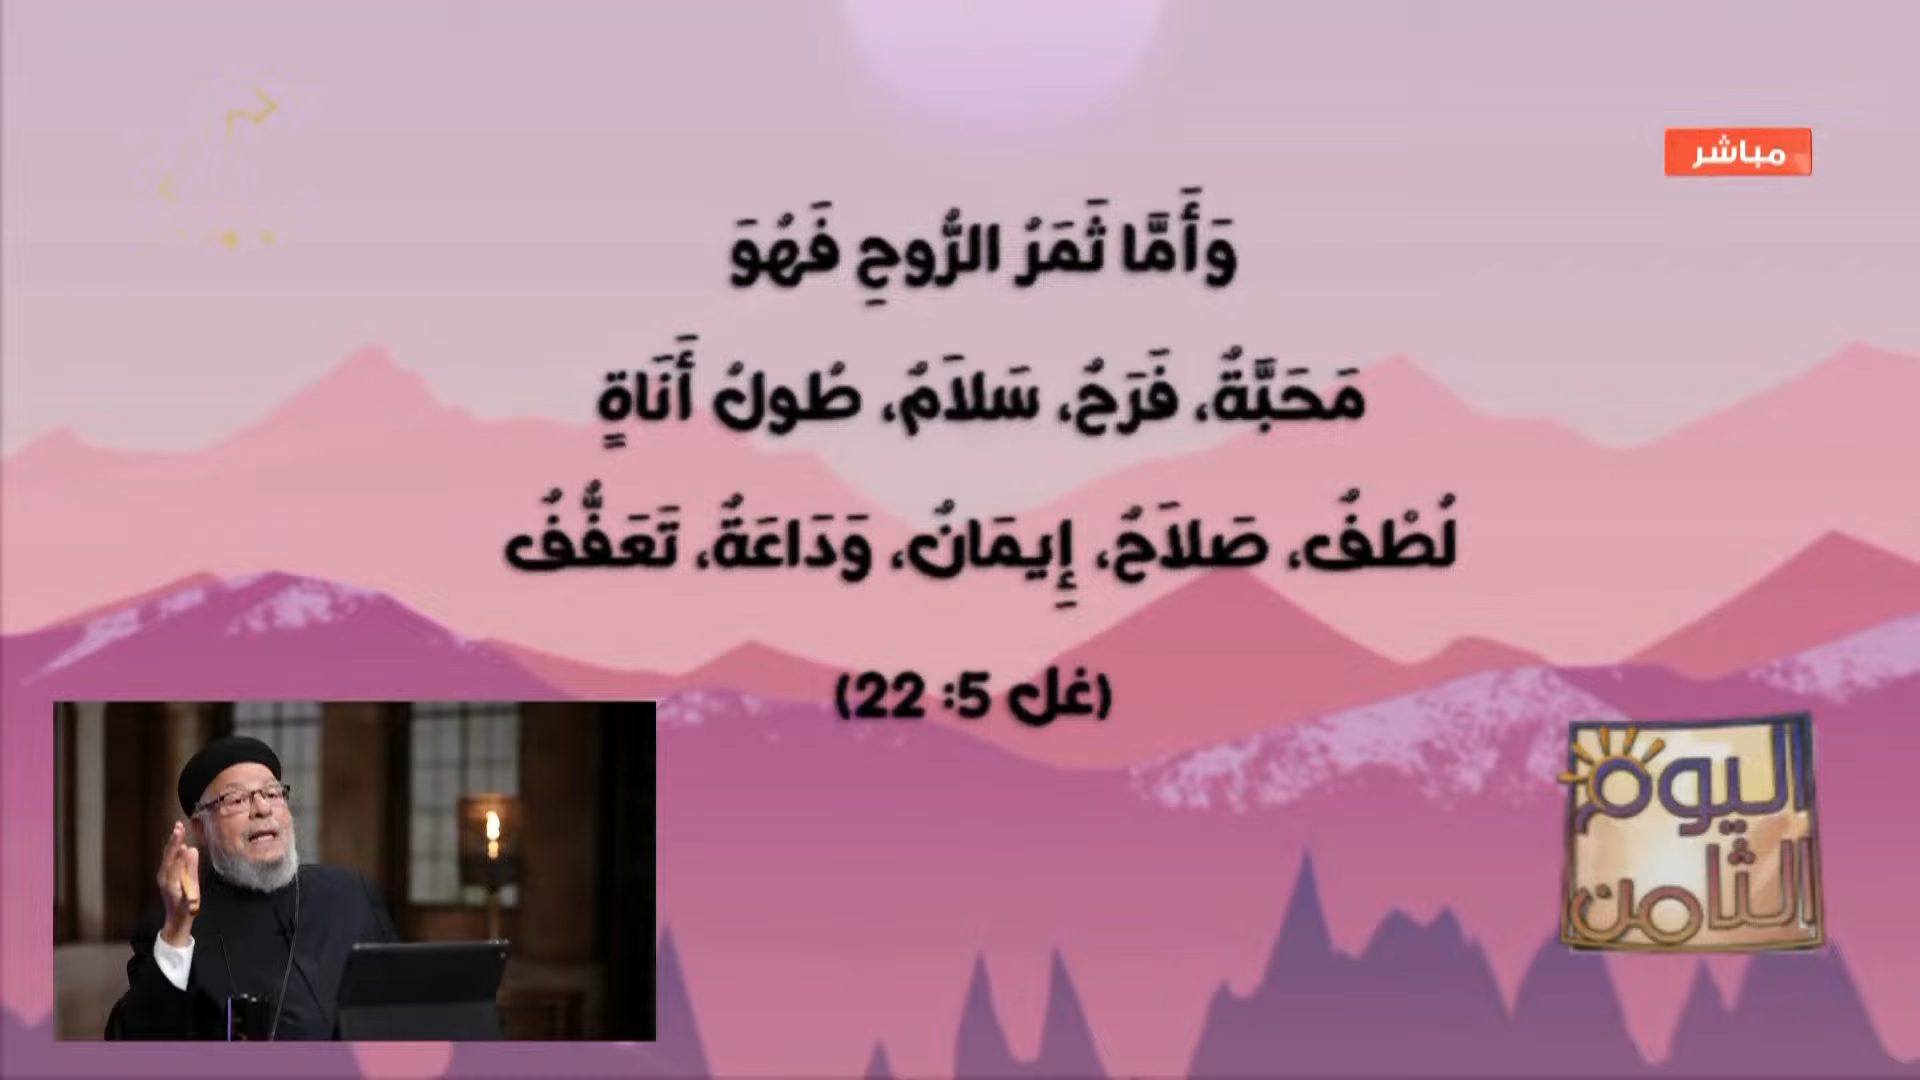 مباشر
وَأَمَّا ثَمَرُ الرُّوحِ فَهُوَ
مَحَبَّةٌ، فَرَحٌ، سَلاَمٌ، طُولُ أَنَاةٍ
لُطْفٌ، صَلاَحٌ، إِيمَانٌ، وَدَاعَةٌ، تَعَفُّفٌ
(غل 5: 22)
اليوم
الثامن